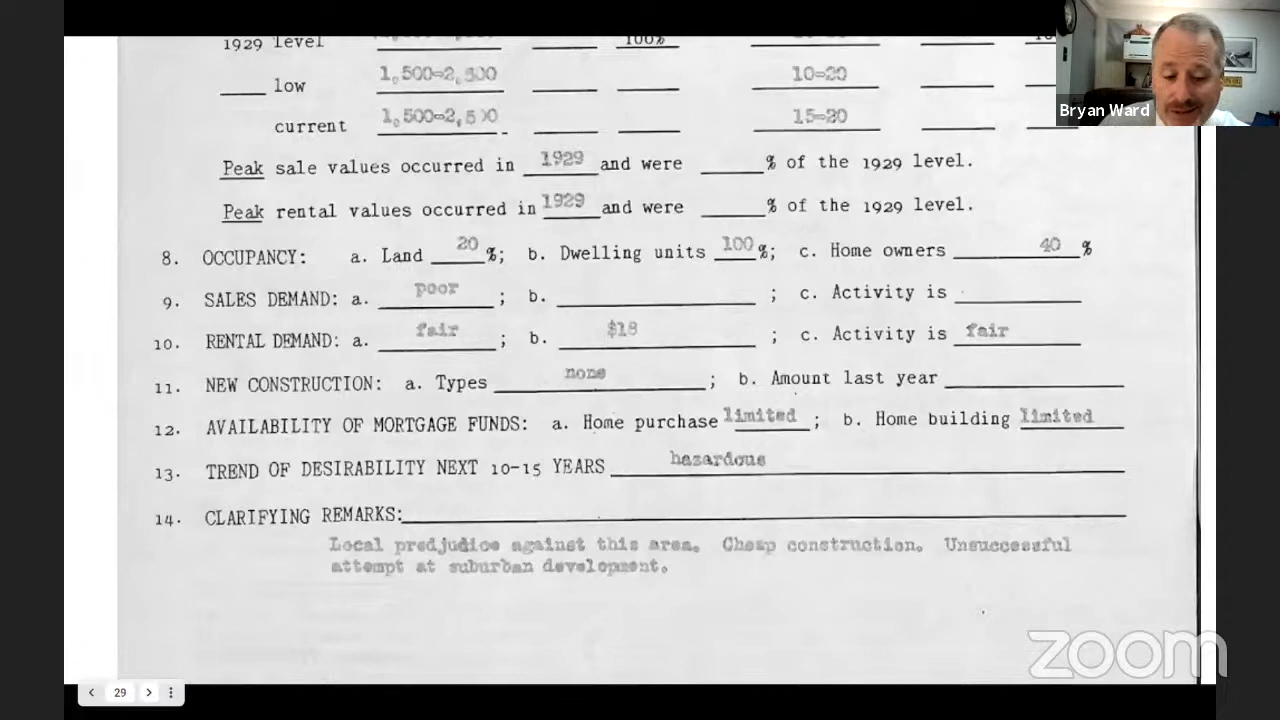 1929 level 100%
Bryan Ward
low 1,500-2,500 10-20
current 1,500-2,500 15-20
Peak sale values occurred in 1929 and were % of the 1929 level.
Peak rental values occurred in 1929 and were % of the 1929 level.
8. OCCUPANCY: a. Land 20 %; b. Dwelling units 100 %; c. Home owners 40 %
9. SALES DEMAND: a. poor ; b. ; c. Activity is
10. RENTAL DEMAND: a. fair ; b. $18 ; c. Activity is fair
11. NEW CONSTRUCTION: a. Types none ; b. Amount last year
12. AVAILABILITY OF MORTGAGE FUNDS: a. Home purchase limited ; b. Home building limited
13. TREND OF DESIRABILITY NEXT 10-15 YEARS hazardous
14. CLARIFYING REMARKS:
Local predjudice against this area. Cheap construction. Unsuccessful
attempt at suburban development.
zoom
29